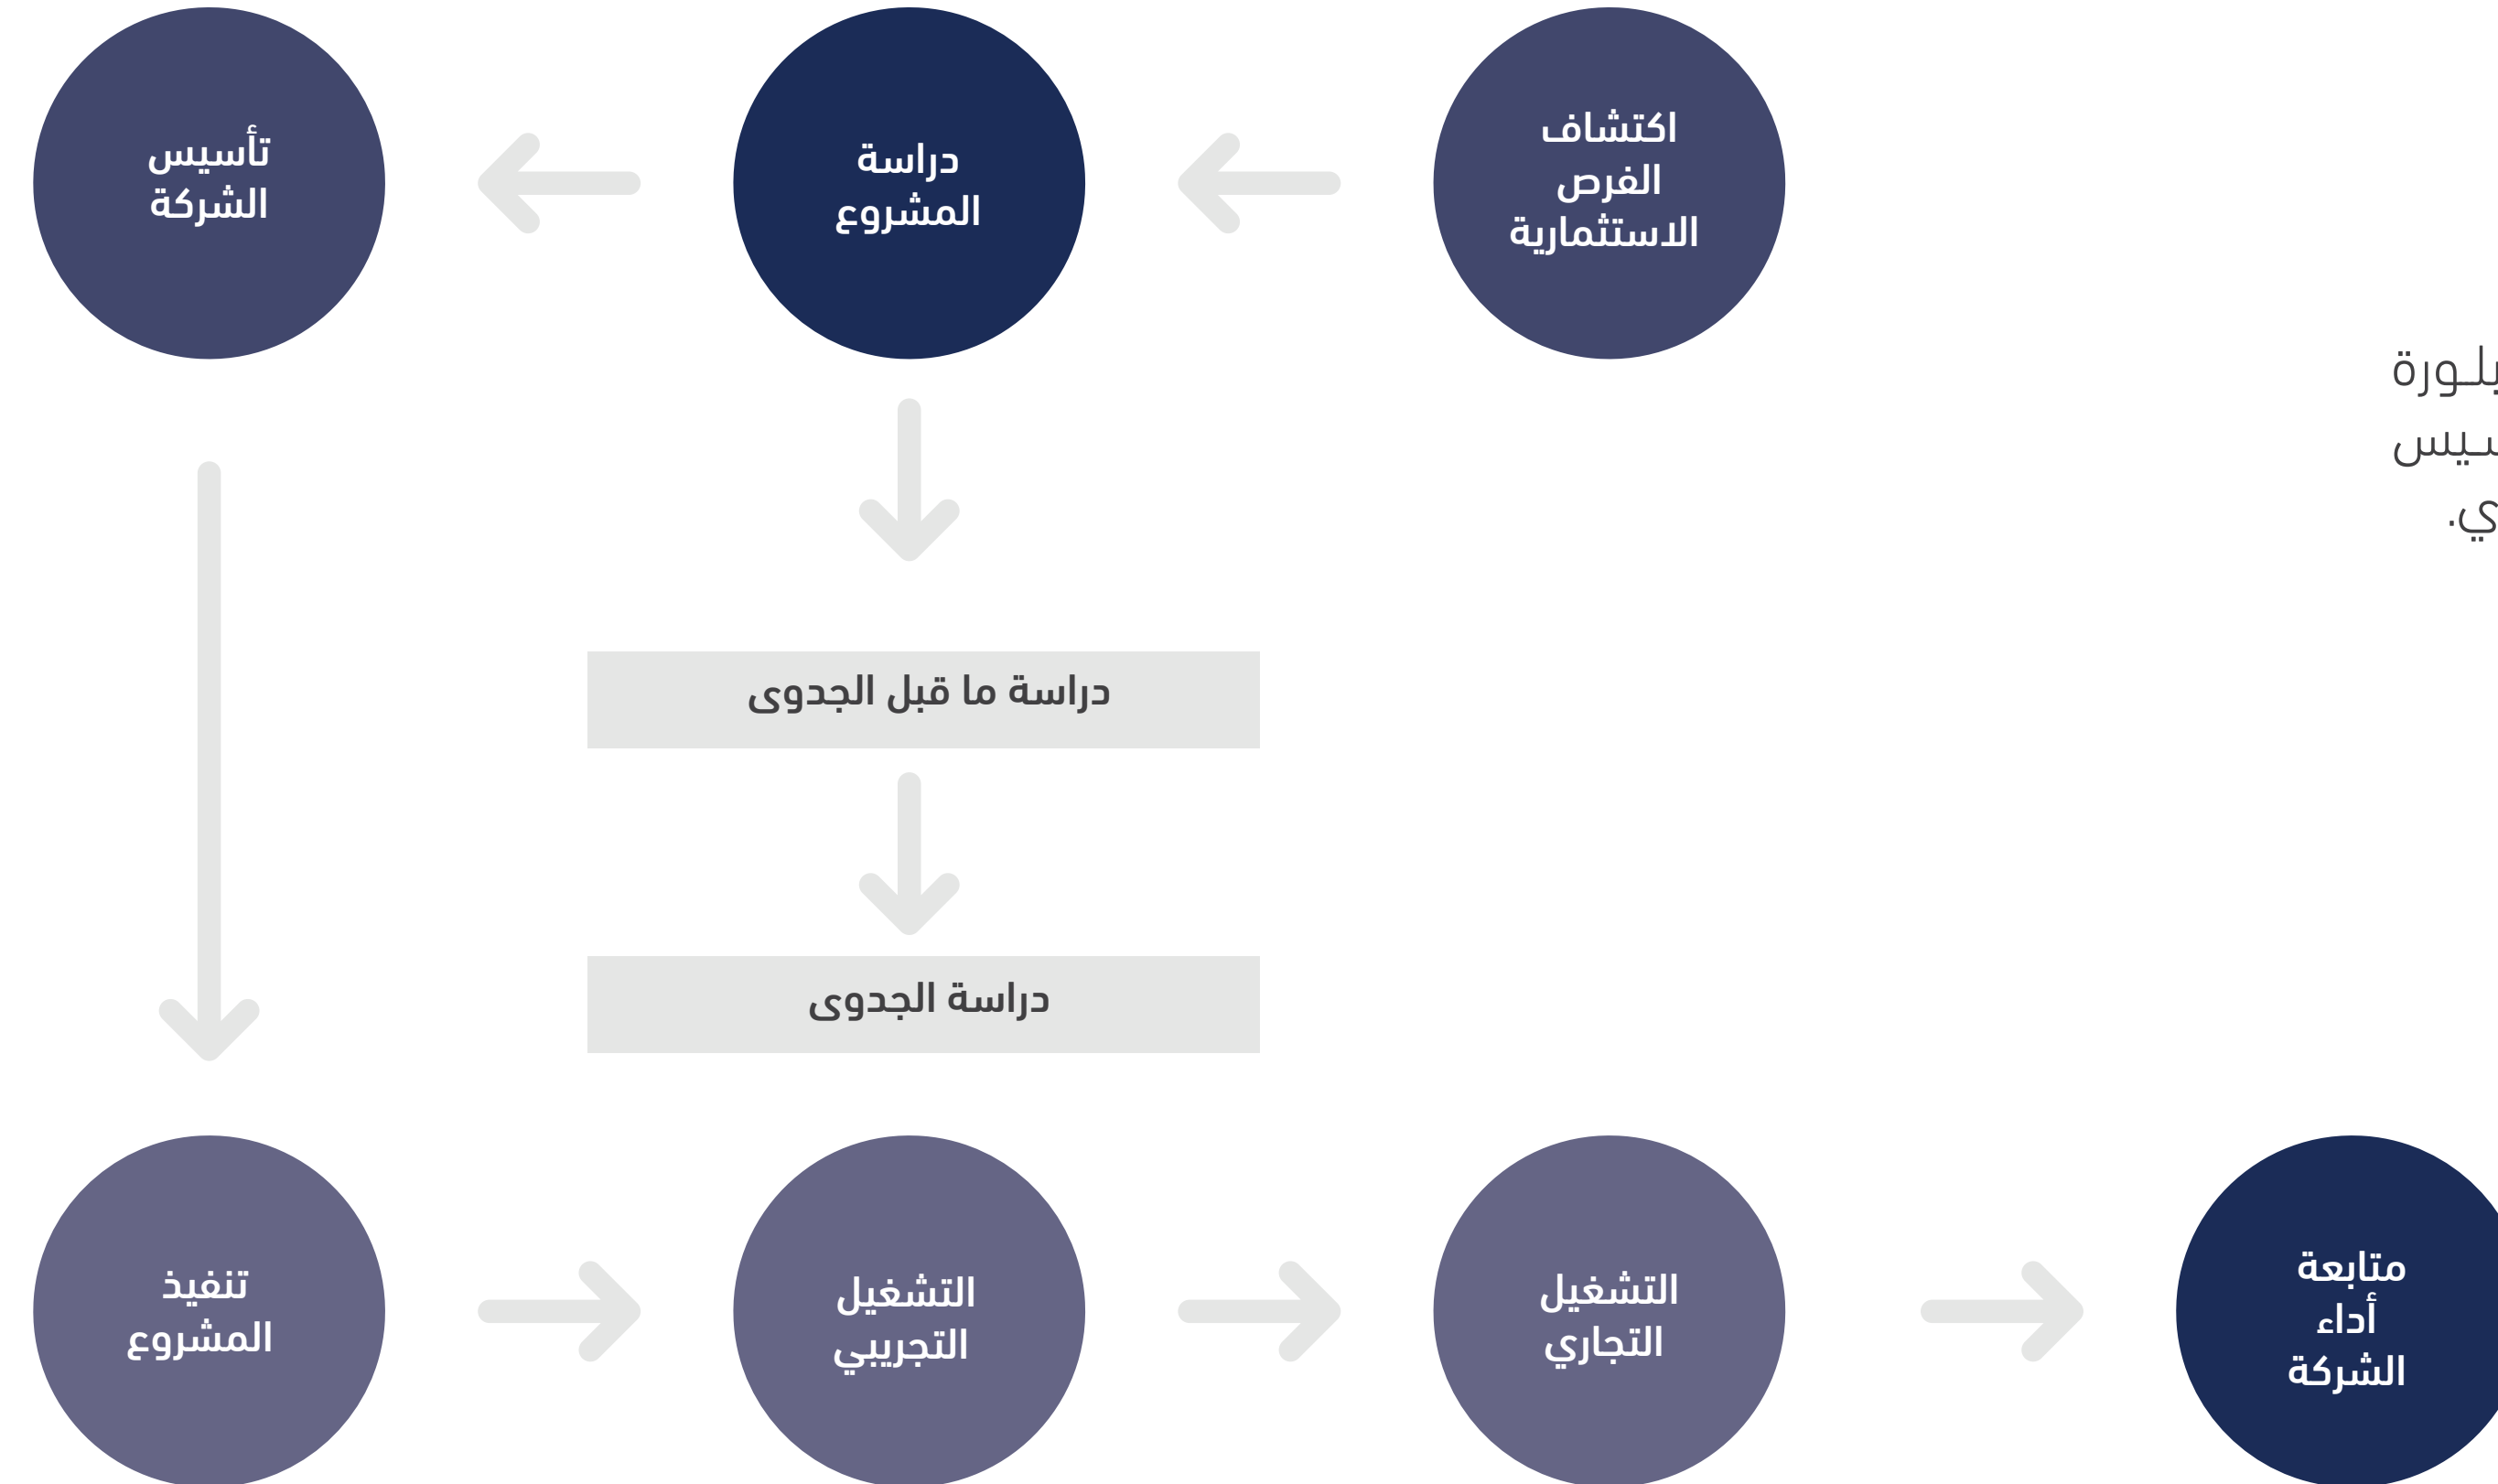 اكتشاف
الفرص
الاستثمارية
دراسة
المشروع
تأسيس
الشركة
دراسة ما قبل الجدوى
دراسة الجدوى
تنفيذ
المشروع
التشغيل
التجريبي
التشغيل
التجاري
متابعة
أداء
الشركة